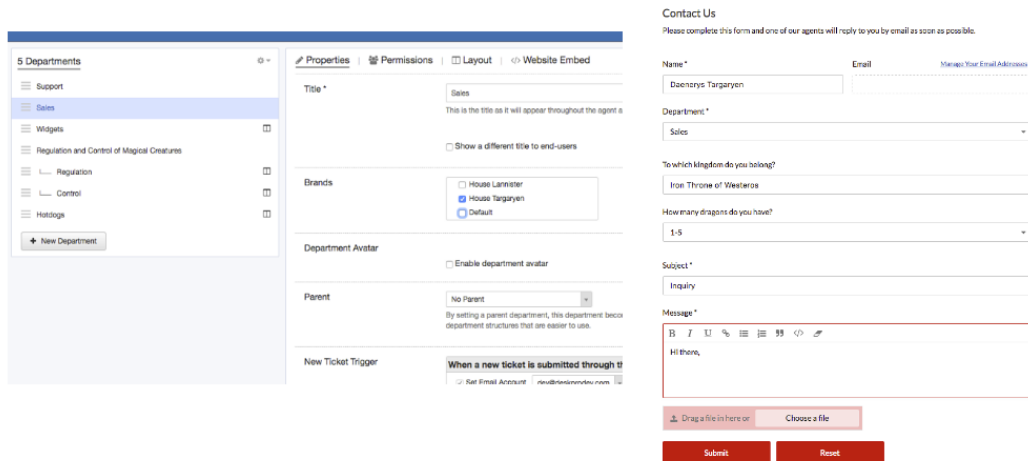 5 Departments
Support
Sales
Widgets
Regulation and Control of Magical Creatures
Regulation
Control
Hotdogs
+ New Department
Properties | Permissions | Layout | </> Website Embed
Title *
Sales
This is the title as it will appear throughout the agent a
Show a different title to end-users
Brands
House Lannister
House Targaryen
Default
Department Avatar
Enable department avatar
Parent
No Parent
By setting a parent department, this department becor
department structures that are easier to use.
New Ticket Trigger
When a new ticket is submitted through th
Set Email Account dev@deskprodev.com
Contact Us
Please complete this form and one of our agents will reply to you by email as soon as possible.
Name *
Email
Manage Your Email Addresses
Daenerys Targaryen
Department *
Sales
To which kingdom do you belong?
Iron Throne of Westeros
How many dragons do you have?
1-5
Subject *
Inquiry
Message *
B I U </>
Hi there,
Drag a file in here or
Choose a file
Submit
Reset